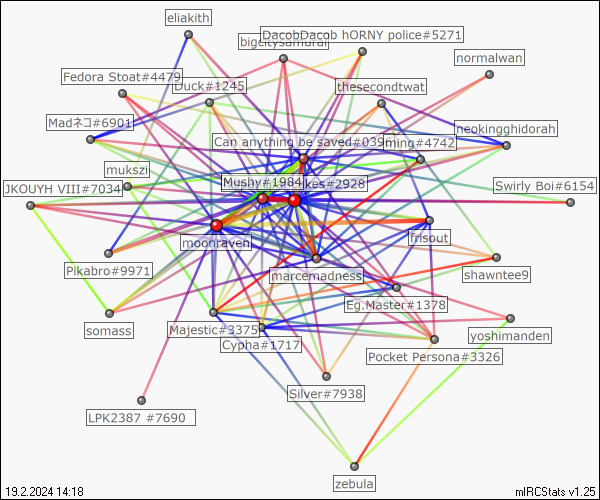 eliakith
DacobDacob hORNY police#5271
bigcitysamurai
normalwan
Fedora Stoat#4479
Duck#1245
thesecondtwat
Madネコ#6901
neokingghidorah
Can anything be saved#039
ming#4742
mukszi
Mushy#1984
kes#2928
JKOUYH VIII#7034
Swirly Boi#6154
moonraven
frisout
Pikabro#9971
marcemadness
shawntee9
Eg.Master#1378
somass
Majestic#3375
yoshimanden
Cypha#1717
Pocket Persona#3326
Silver#7938
LPK2387 #7690
zebula
19.2.2024 14:18
mIRCStats v1.25